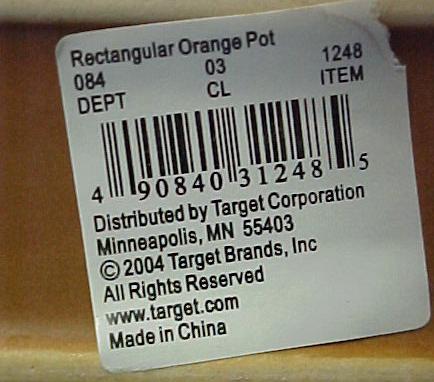 Rectangular Orange Pot
084 03 1248
DEPT CL ITEM
4 90840 31248 5
Distributed by Target Corporation
Minneapolis, MN 55403
© 2004 Target Brands, Inc
All Rights Reserved
www.target.com
Made in China